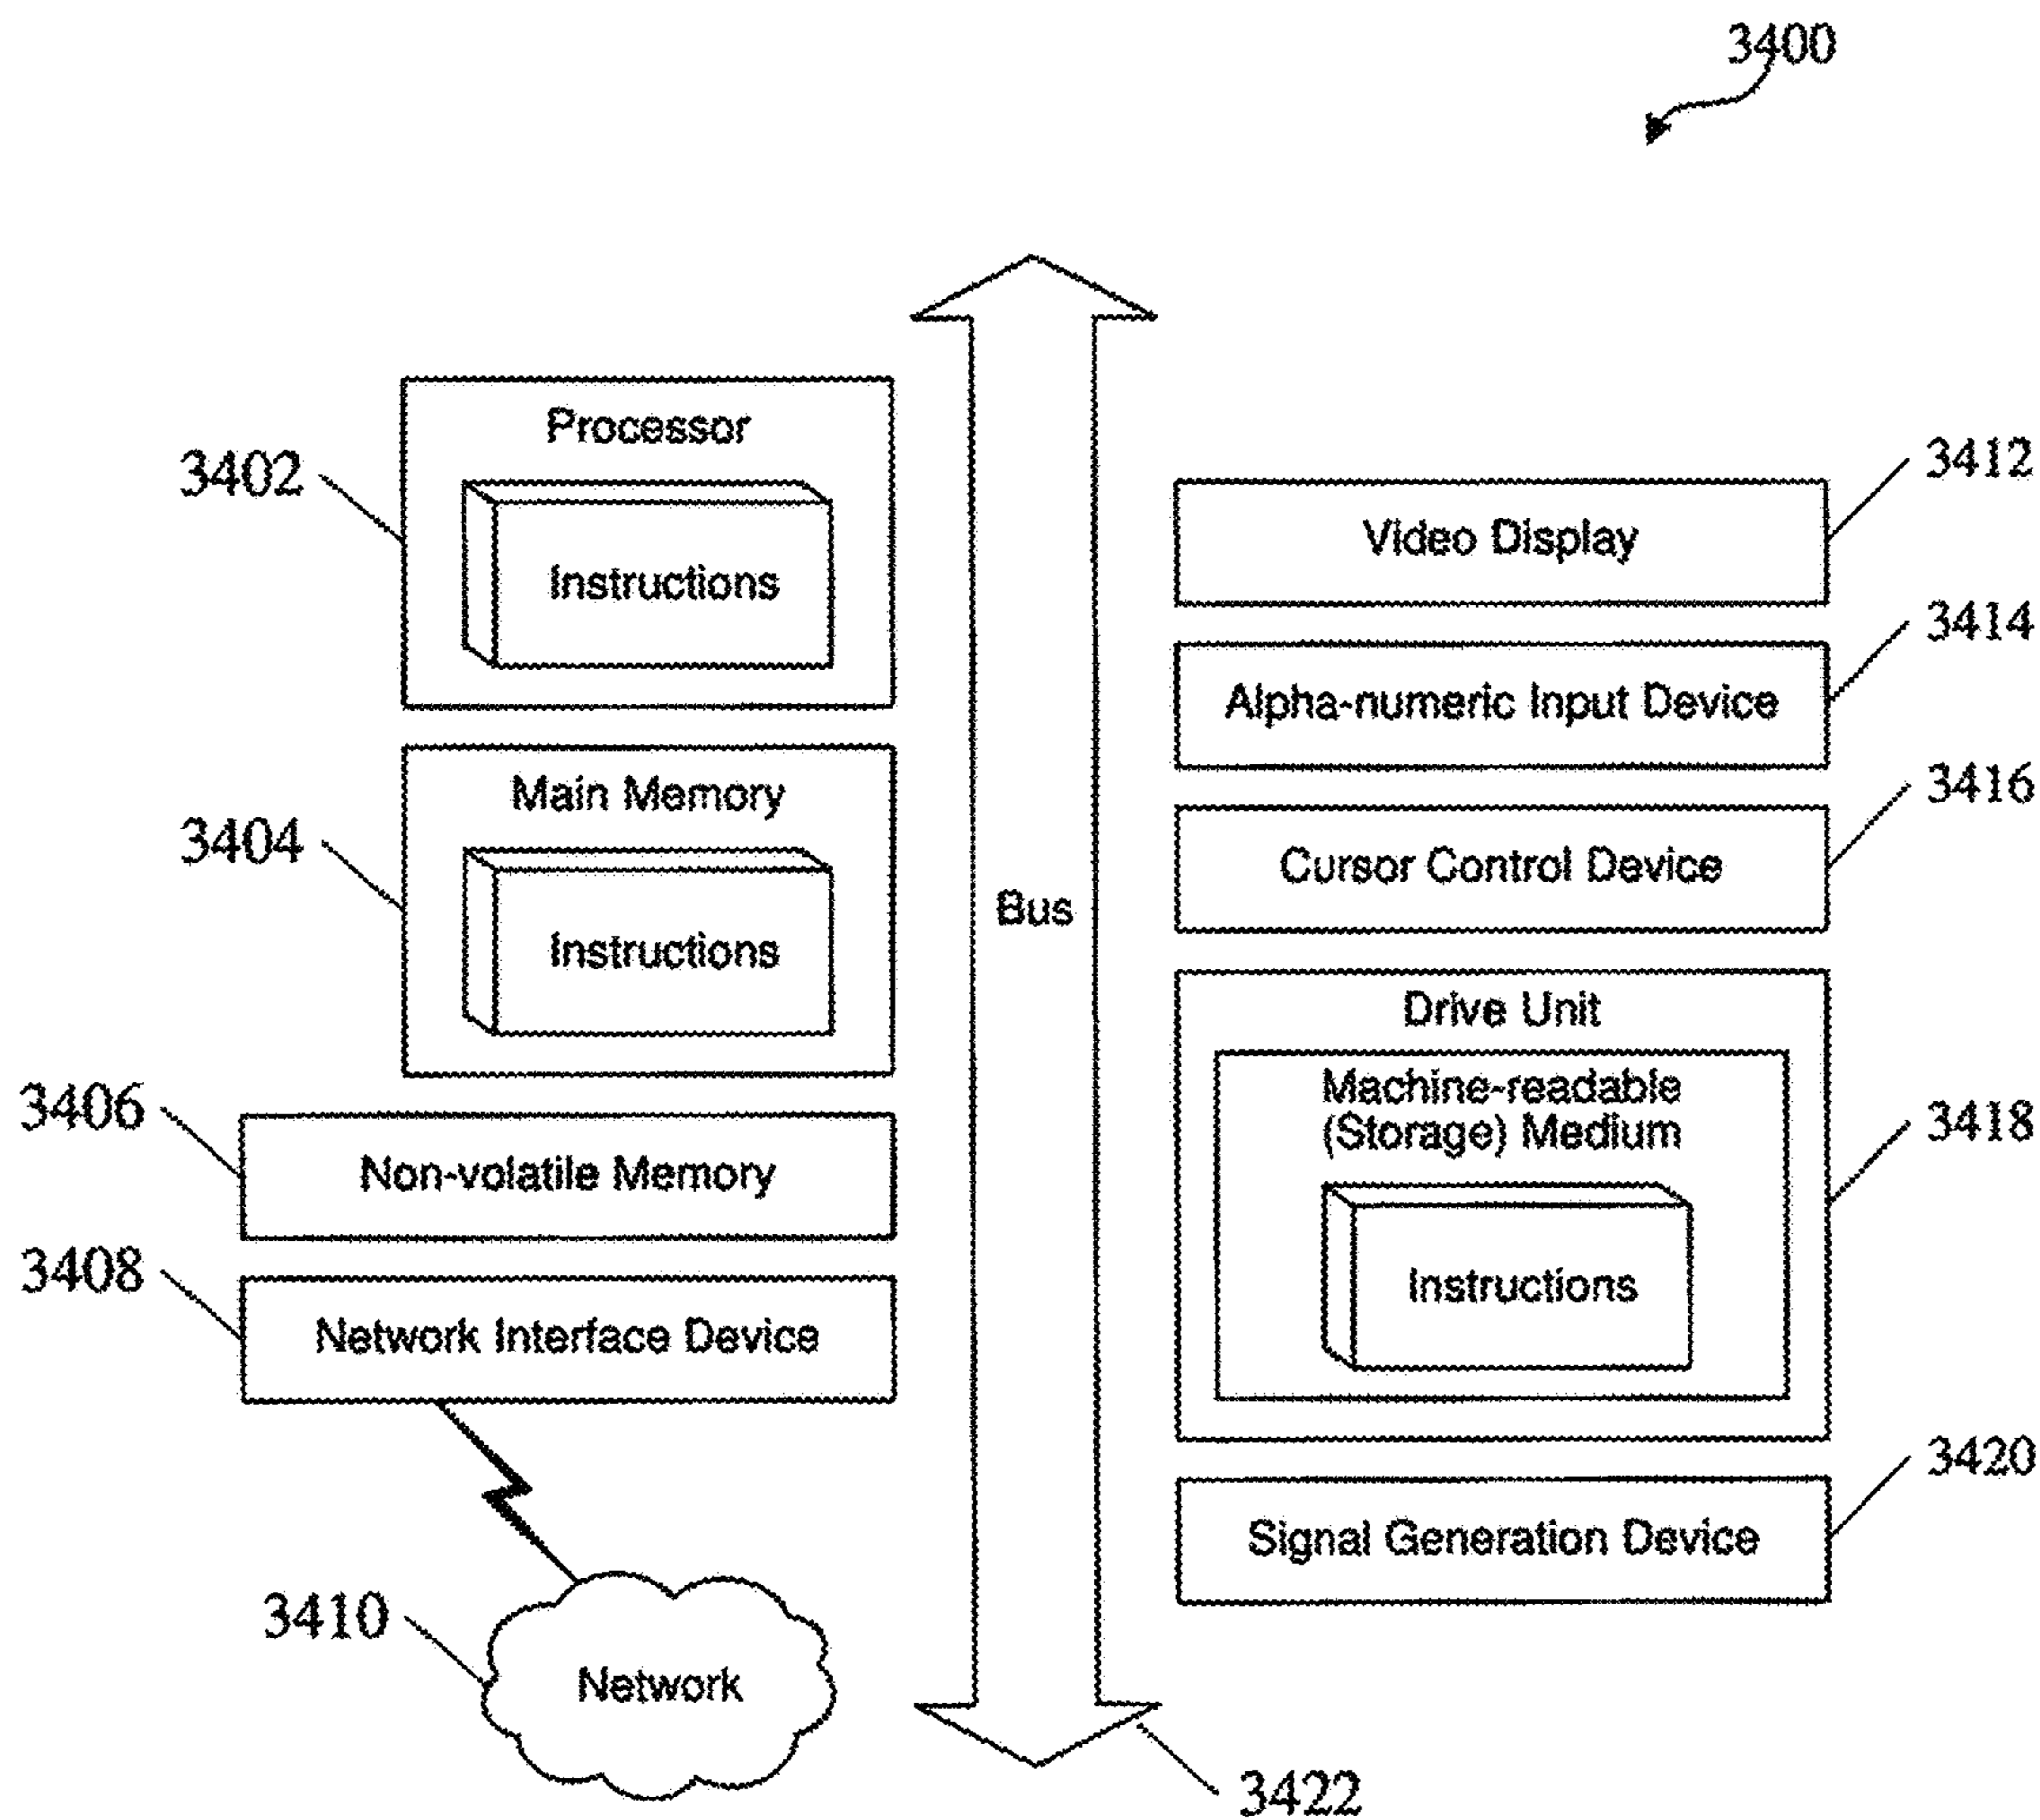 3400
Processor
3402
Instructions
Main Memory
3404
Instructions
3406
Non-volatile Memory
3408
Network Interface Device
3410
Network
Bus
3422
3412
Video Display
3414
Alpha-numeric Input Device
3416
Cursor Control Device
Drive Unit
Machine-readable
(Storage) Medium
3418
Instructions
3420
Signal Generation Device